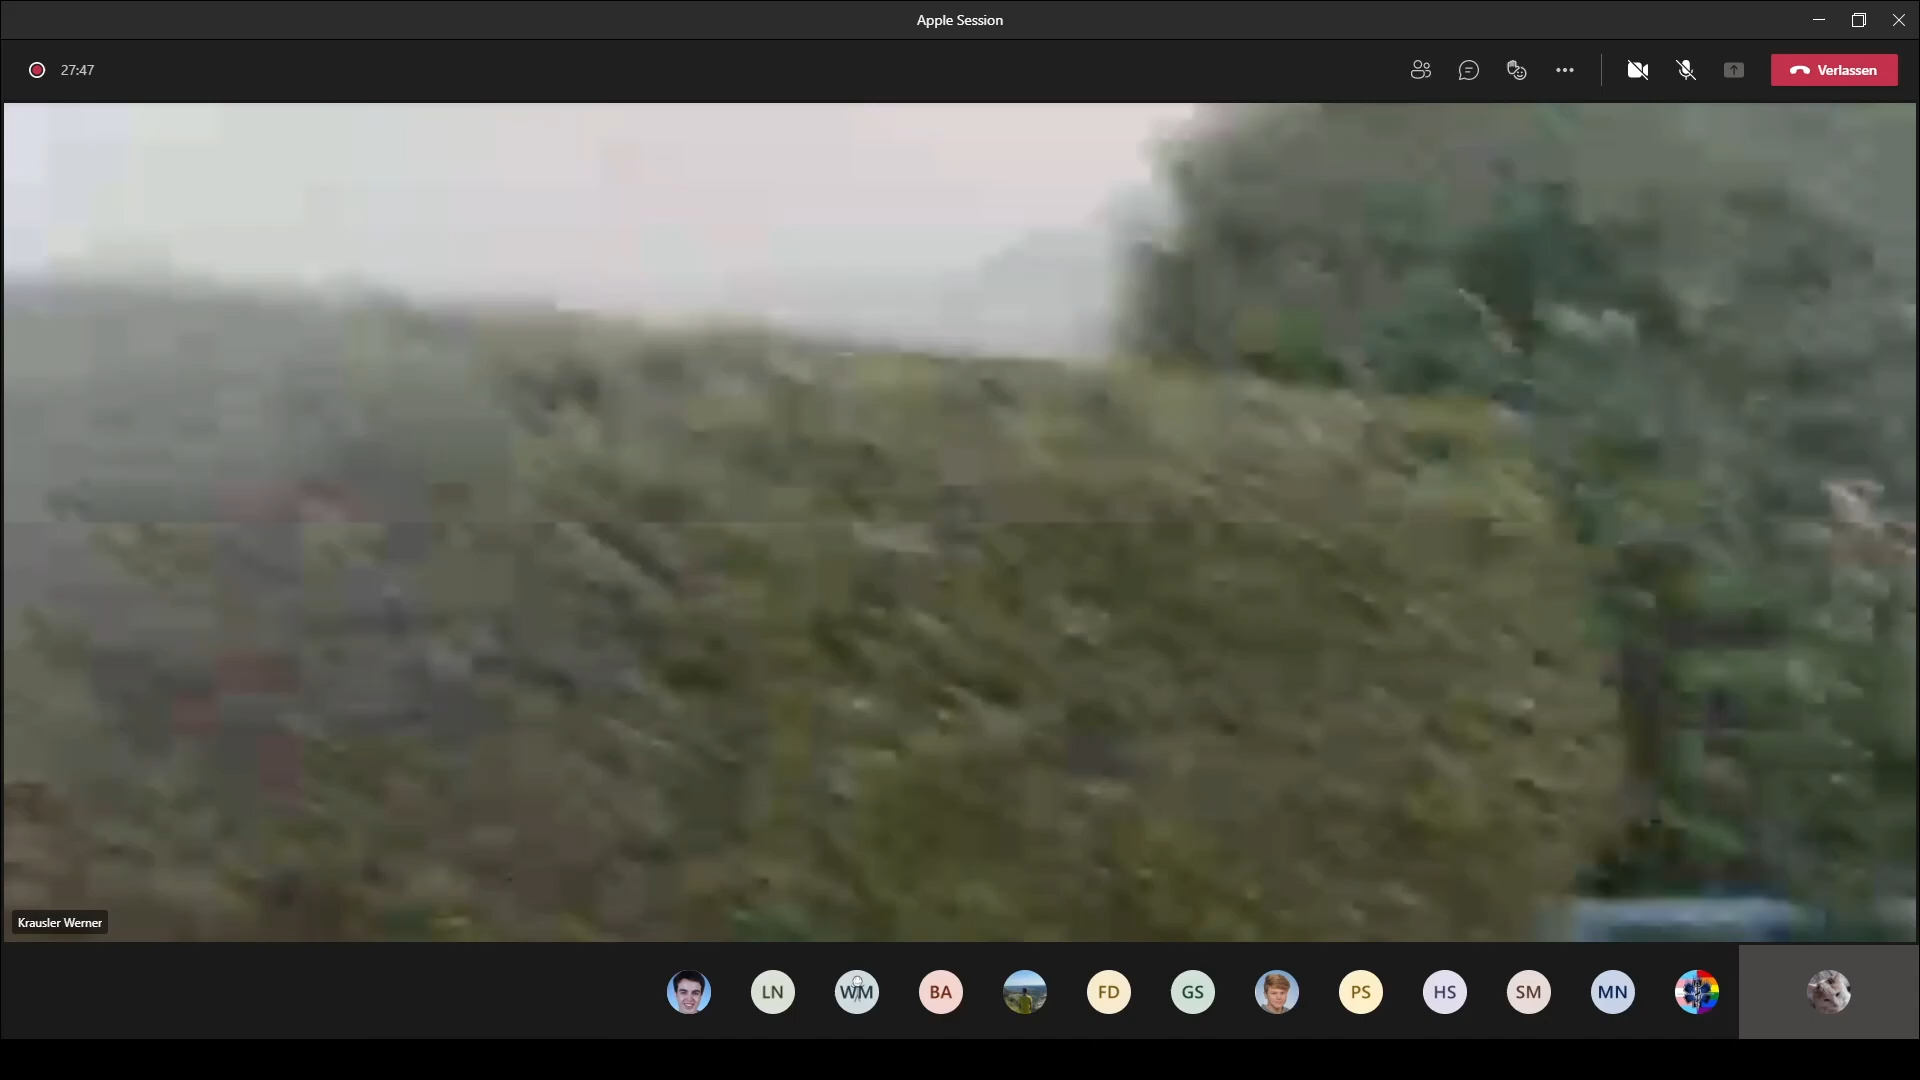 Apple Session
27:47
Verlassen
Krausler Werner
LN
WM
BA
FD
GS
PS
HS
SM
MN